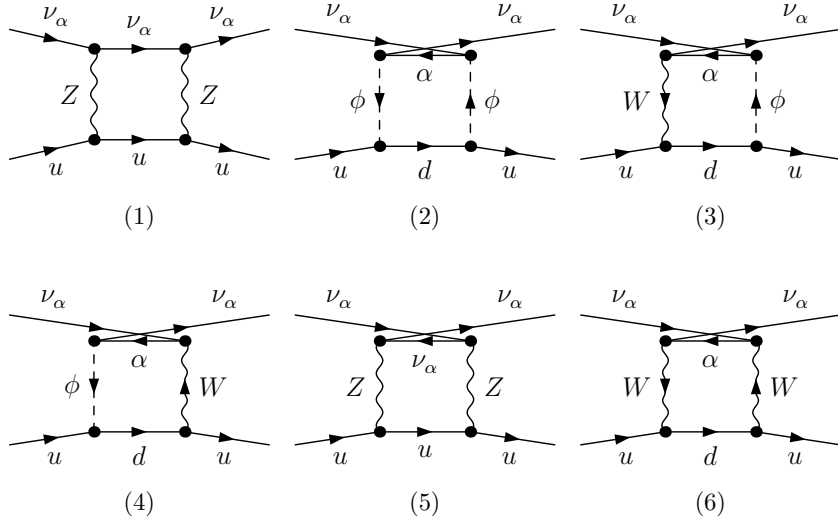 ν_α ν_α ν_α
Z Z
u u u
(1)
ν_α ν_α
α
ϕ ϕ
u d u
(2)
ν_α ν_α
α
W ϕ
u d u
(3)
ν_α ν_α
α
ϕ W
u d u
(4)
ν_α ν_α
ν_α
Z Z
u u u
(5)
ν_α ν_α
α
W W
u d u
(6)